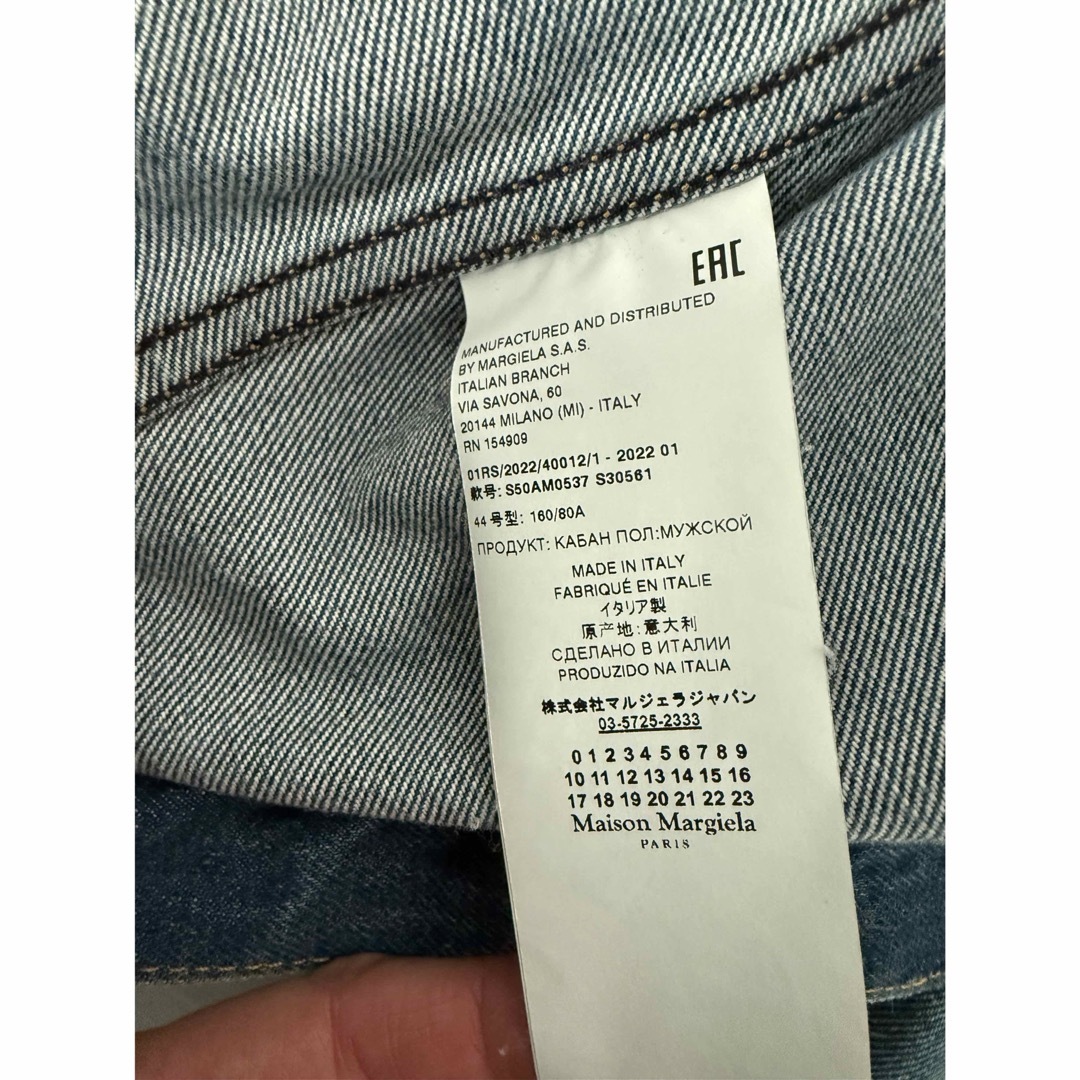 EAC
MANUFACTURED AND DISTRIBUTED
BY MARGIELA S.A.S.
ITALIAN BRANCH
VIA SAVONA, 60
20144 MILANO (MI) - ITALY
RN 154909
01RS/2022/40012/1 - 2022 01
款号: S50AM0537 S30561
44 号型: 160/80A
ПРОДУКТ: КАБАН ПОЛ:МУЖСКОЙ
MADE IN ITALY
FABRIQUÉ EN ITALIE
イタリア製
原产地:意大利
СДЕЛАНО В ИТАЛИИ
PRODUZIDO NA ITALIA
株式会社マルジェラジャパン
03-5725-2333
0 1 2 3 4 5 6 7 8 9
10 11 12 13 14 15 16
17 18 19 20 21 22 23
Maison Margiela
PARIS